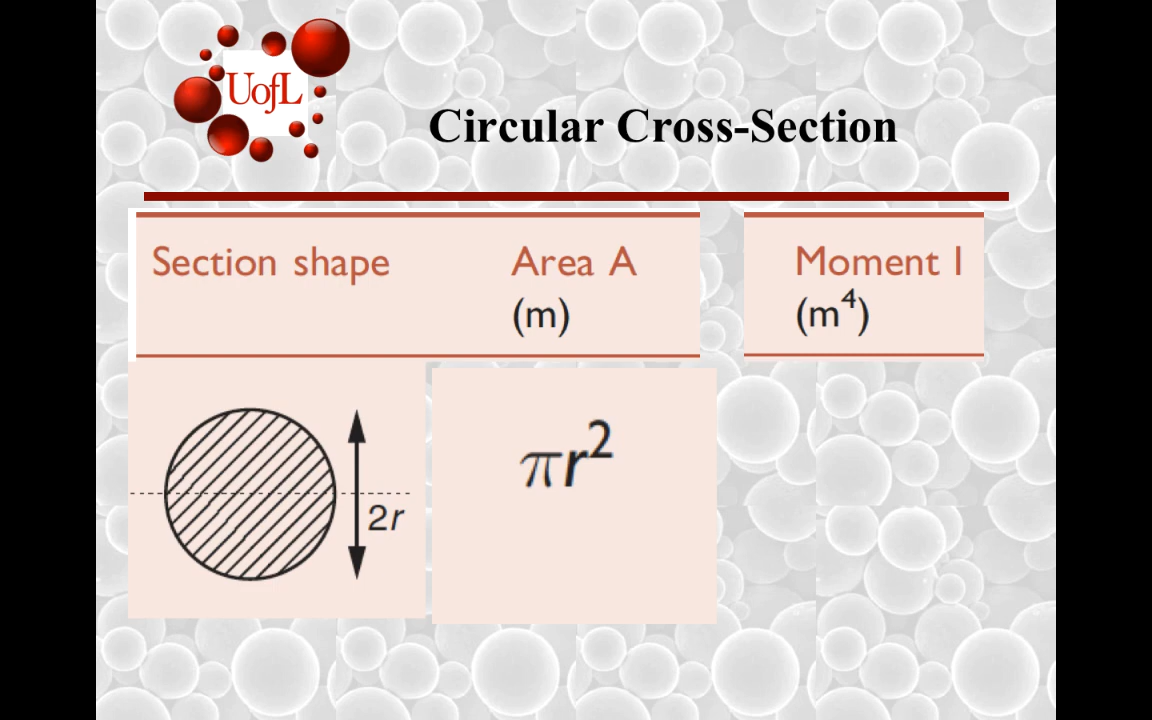 UofL
Circular Cross-Section
Section shape Area A Moment I
(m) (m⁴)
πr²
2r